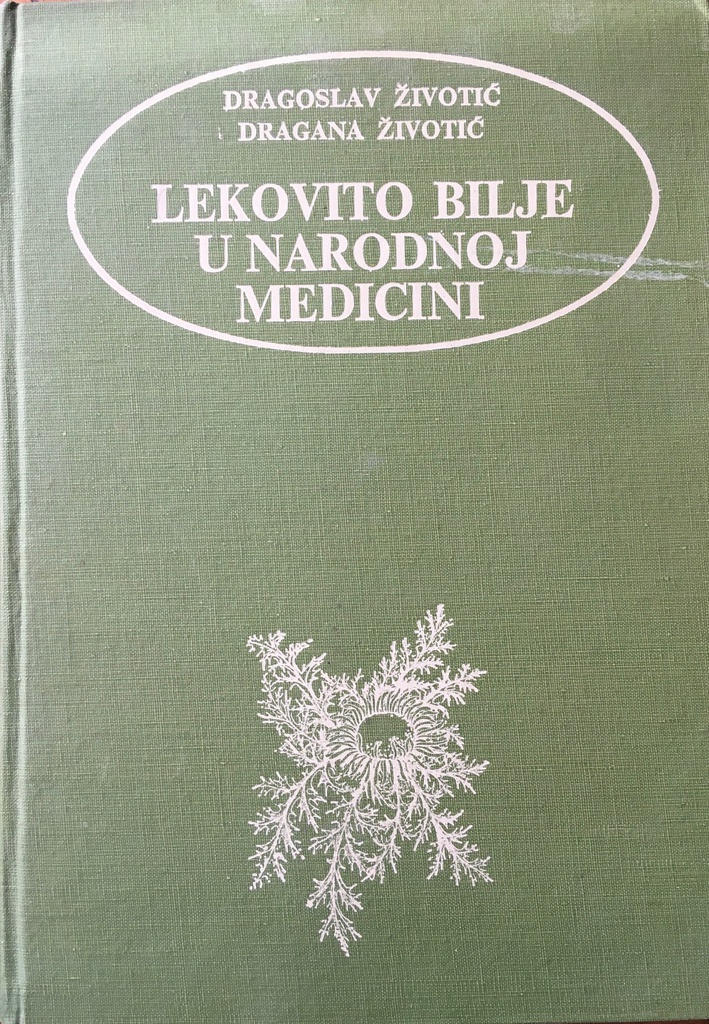 DRAGOSLAV ŽIVOTIĆ
DRAGANA ŽIVOTIĆ
LEKOVITO BILJE
U NARODNOJ
MEDICINI